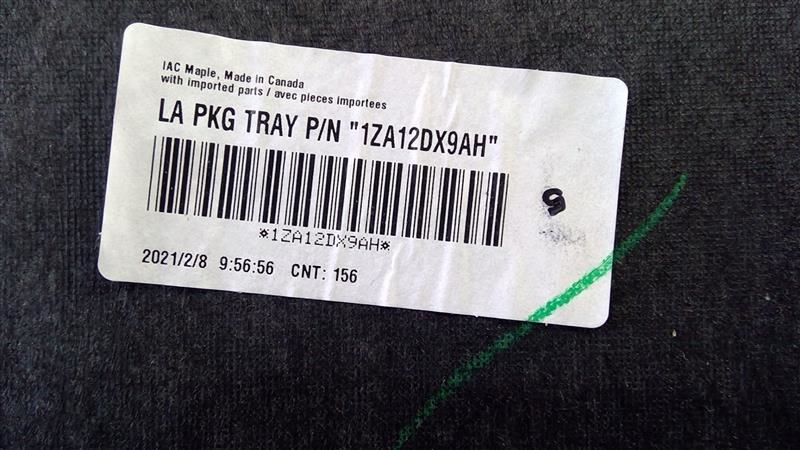 IAC Maple, Made in Canada
with imported parts / avec pieces importees
LA PKG TRAY P/N "1ZA12DX9AH"
*1ZA12DX9AH*
2021/2/8 9:56:56 CNT: 156